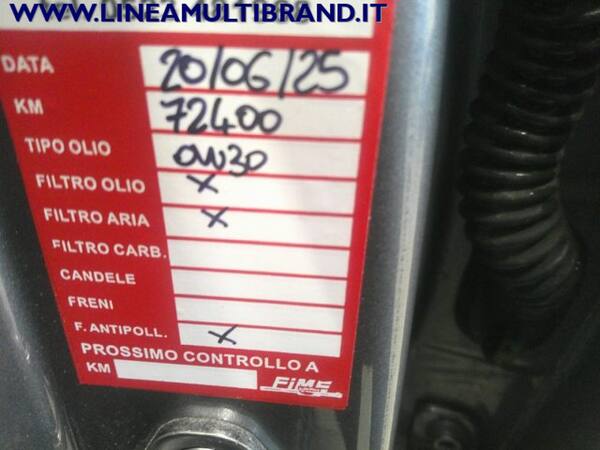 WWW.LINEAMULTIBRAND.IT
DATA 20/06/25
KM 72400
TIPO OLIO 0W30
FILTRO OLIO X
FILTRO ARIA X
FILTRO CARB.
CANDELE
FRENI
F. ANTIPOLL. X
PROSSIMO CONTROLLO A
KM
FIMS